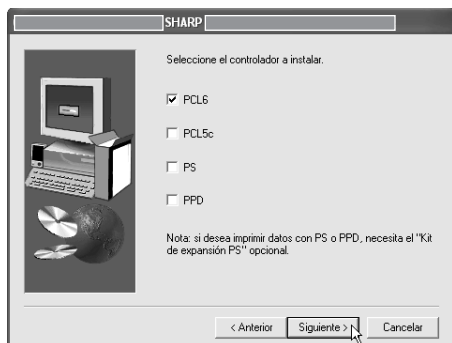 SHARP
Seleccione el controlador a instalar.
PCL6
PCL5c
PS
PPD
Nota: si desea imprimir datos con PS o PPD, necesita el "Kit
de expansión PS" opcional.
< Anterior
Siguiente >
Cancelar